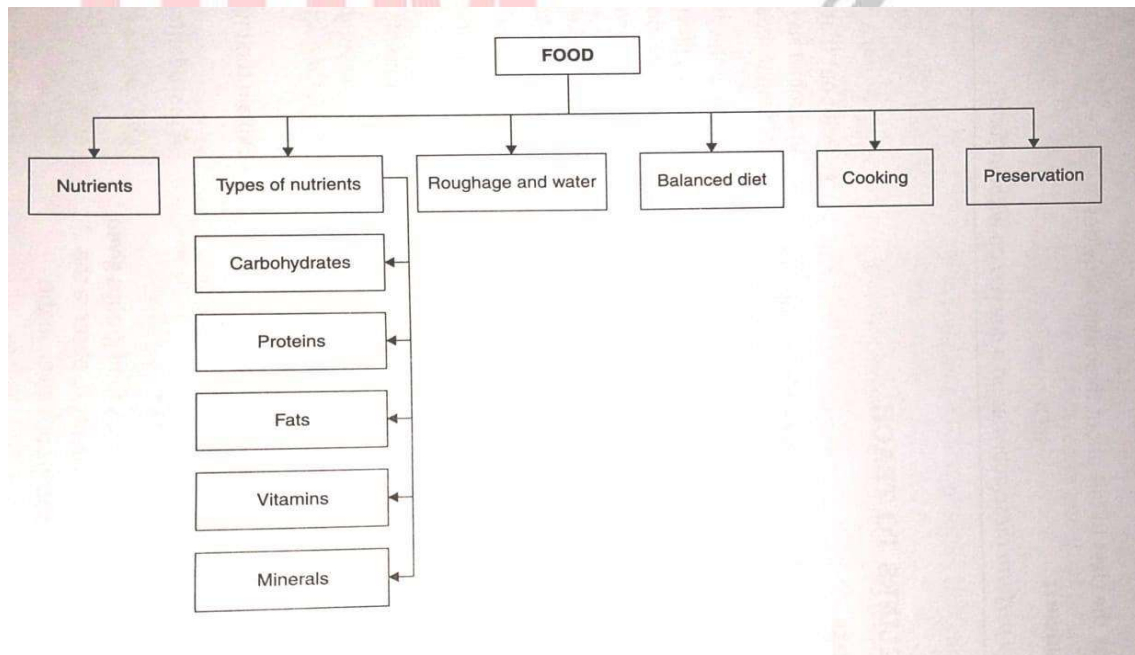 FOOD
Nutrients
Types of nutrients
Roughage and water
Balanced diet
Cooking
Preservation
Carbohydrates
Proteins
Fats
Vitamins
Minerals